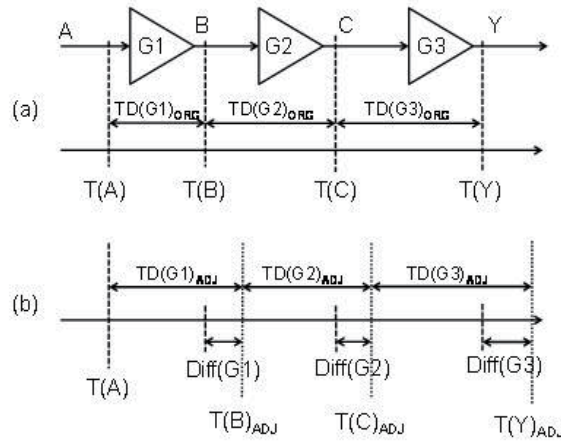 A G1 B G2 C G3 Y
(a)
TD(G1)ORG TD(G2)ORG TD(G3)ORG
T(A) T(B) T(C) T(Y)
TD(G1)ADJ TD(G2)ADJ TD(G3)ADJ
(b)
Diff(G1) Diff(G2) Diff(G3)
T(A)
T(B)ADJ T(C)ADJ T(Y)ADJ